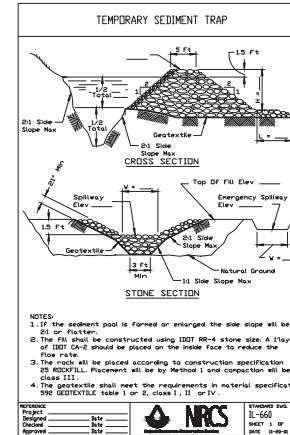 TEMPORARY SEDIMENT TRAP
5 Ft
1.5 Ft
1/2
Total
2
1
2
1
H =
1/2
Total
2:1 Side
Slope Max
Geotextile
L =
2:1 Side
Slope Max
CROSS SECTION
21" Min
W =
Top Of Fill Elev
Spillway
Elev
Emergency Spillway
Elev
1.5 Ft
2:1 Side
Slope Max
Geotextile
W =
3 Ft
Min
Natural Ground
1:1 Side Slope Max
STONE SECTION
NOTES:
1. If the sediment pool is formed or enlarged the side slope will be
2:1 or flatter.
2. The fill shall be constructed using IDOT RR-4 stone size. A 1'lay
of IDOT CA-2 should be placed on the inside face to reduce the
flow rate.
3. The rock will be placed according to construction specification
25 ROCKFILL. Placement will be by Method 1 and compaction will be
class III.
4. The geotextile shall meet the requirements in material specificat
592 GEOTEXTILE table 1 or 2, class I, II or IV.
REFERENCE
Project
Designed Date
Checked Date
Approved Date
NRCS
STANDARD DWG.
IL-660
SHEET 1 OF
DATE